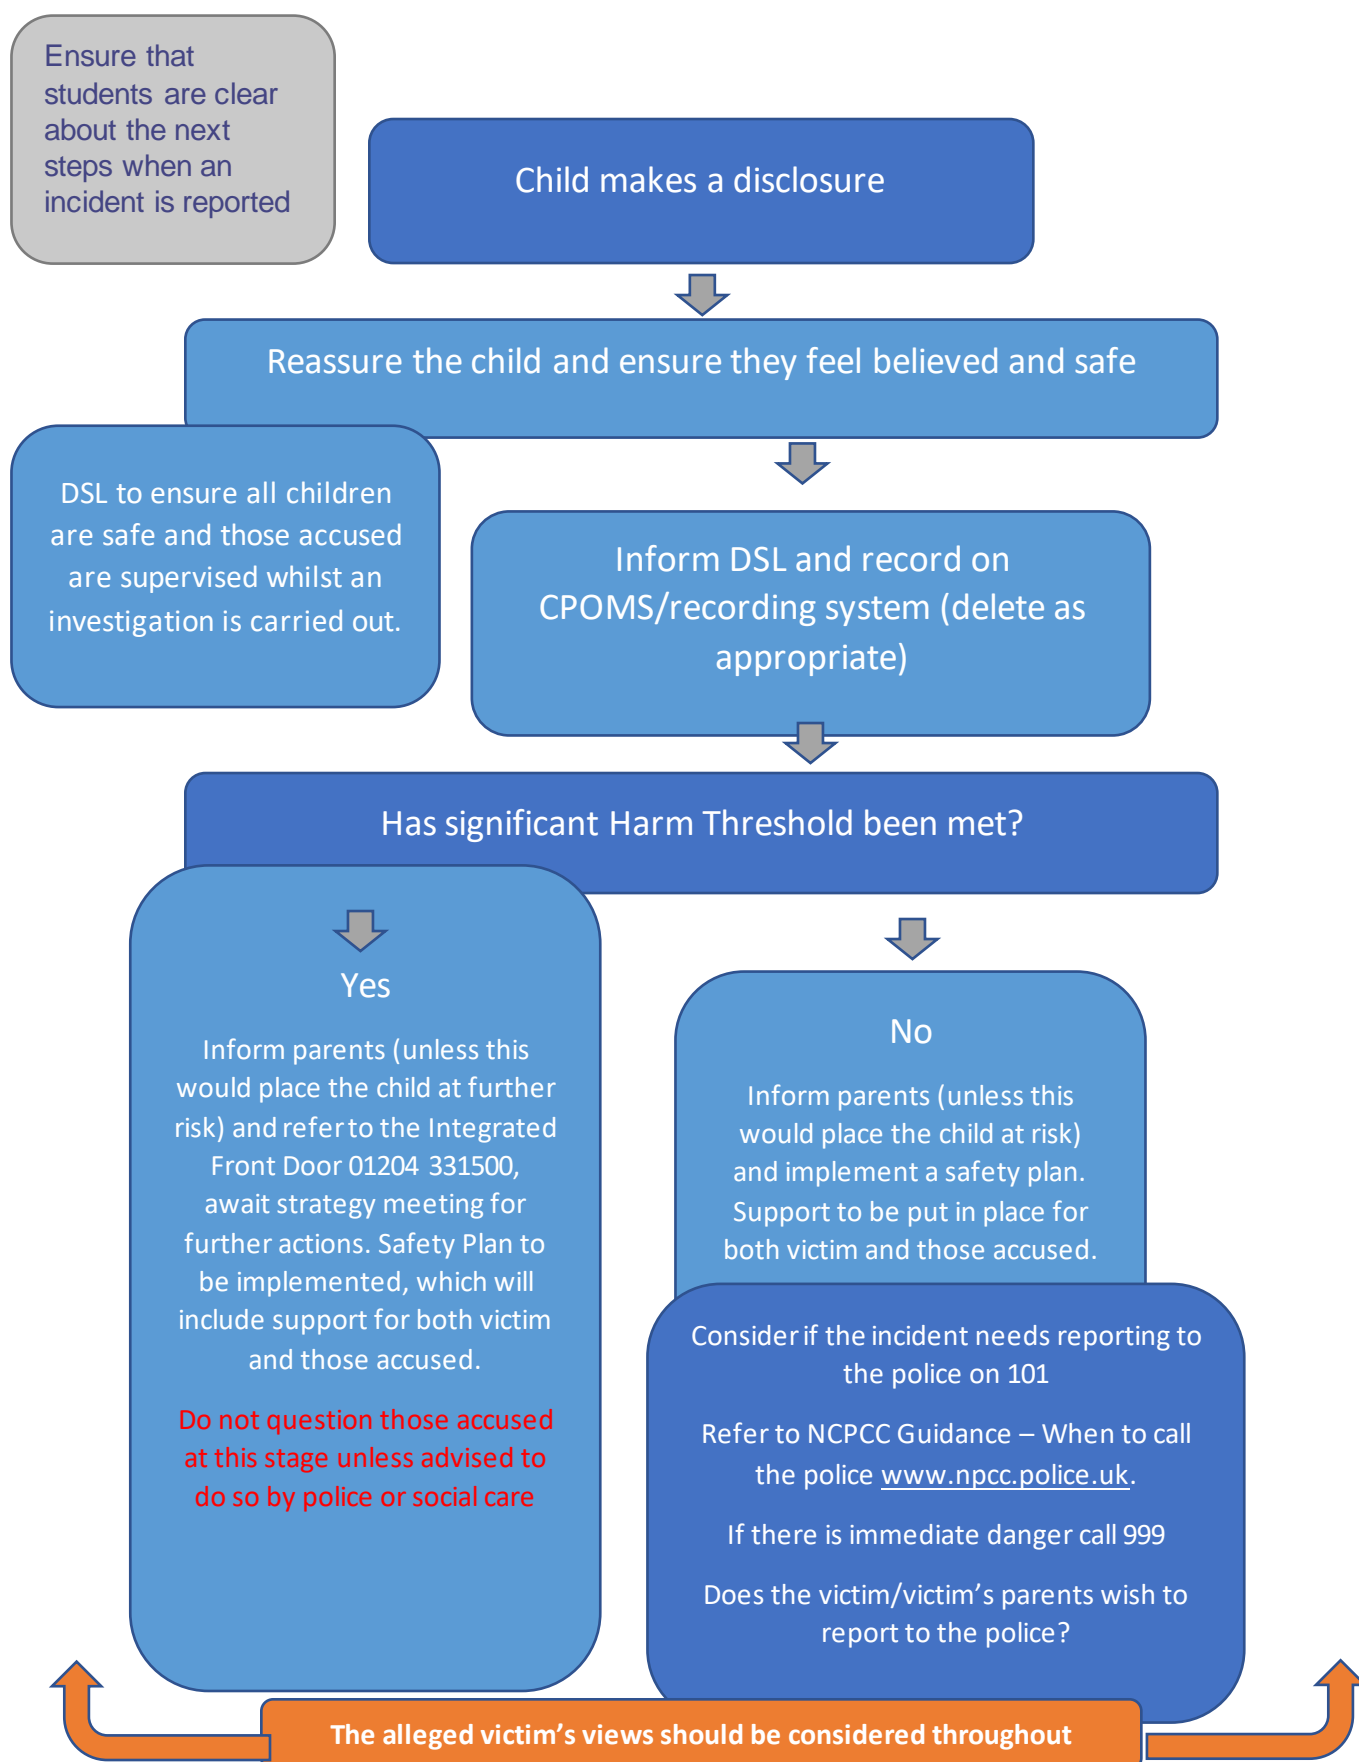 Ensure that
students are clear
about the next
steps when an
incident is reported
Child makes a disclosure
Reassure the child and ensure they feel believed and safe
DSL to ensure all children
are safe and those accused
are supervised whilst an
investigation is carried out.
Inform DSL and record on
CPOMS/recording system (delete as
appropriate)
Has significant Harm Threshold been met?
Yes
Inform parents (unless this
would place the child at further
risk) and refer to the Integrated
Front Door 01204 331500,
await strategy meeting for
further actions. Safety Plan to
be implemented, which will
include support for both victim
and those accused.
Do not question those accused
at this stage unless advised to
do so by police or social care
No
Inform parents (unless this
would place the child at risk)
and implement a safety plan.
Support to be put in place for
both victim and those accused.
Consider if the incident needs reporting to
the police on 101
Refer to NCPCC Guidance – When to call
the police www.npcc.police.uk.
If there is immediate danger call 999
Does the victim/victim’s parents wish to
report to the police?
The alleged victim’s views should be considered throughout